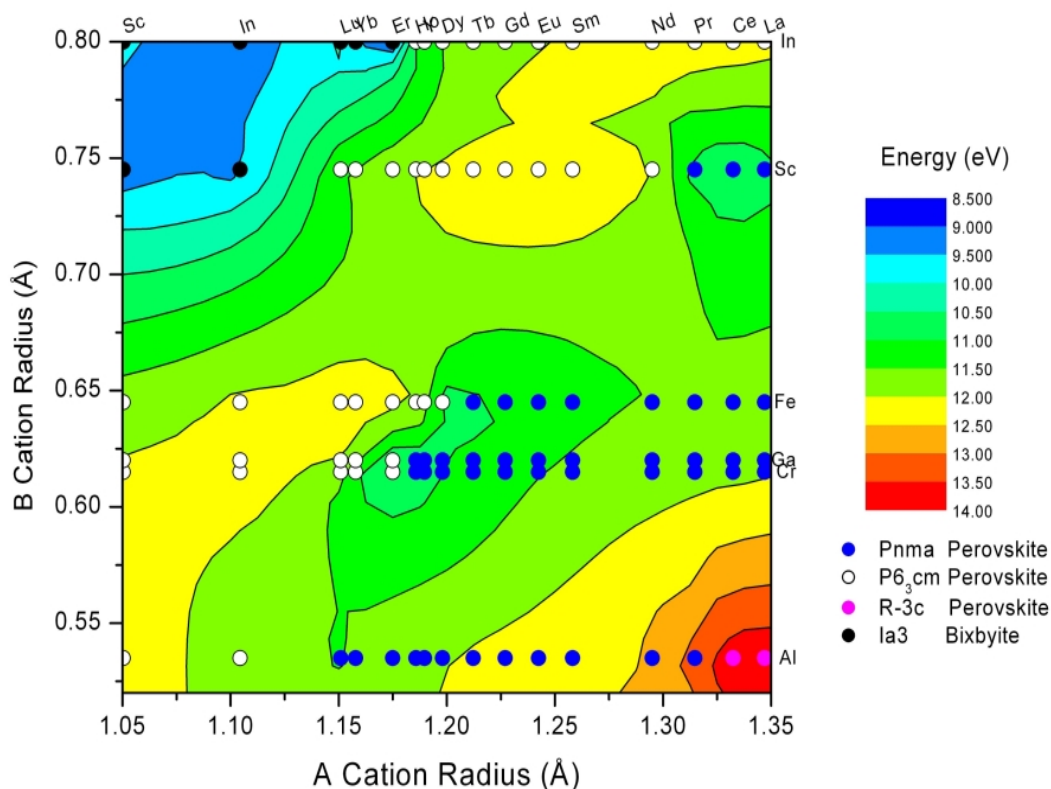 Sc In Lu Yb Er Ho Y Dy Tb Gd Eu Sm Nd Pr Ce La
0.80
0.75
0.70
0.65
0.60
0.55
B Cation Radius (Å)
In
Sc
Fe
Ga
Cr
Al
1.05 1.10 1.15 1.20 1.25 1.30 1.35
A Cation Radius (Å)
Energy (eV)
8.500
9.000
9.500
10.00
10.50
11.00
11.50
12.00
12.50
13.00
13.50
14.00
Pnma Perovskite
P6₃cm Perovskite
R-3c Perovskite
Ia3 Bixbyite